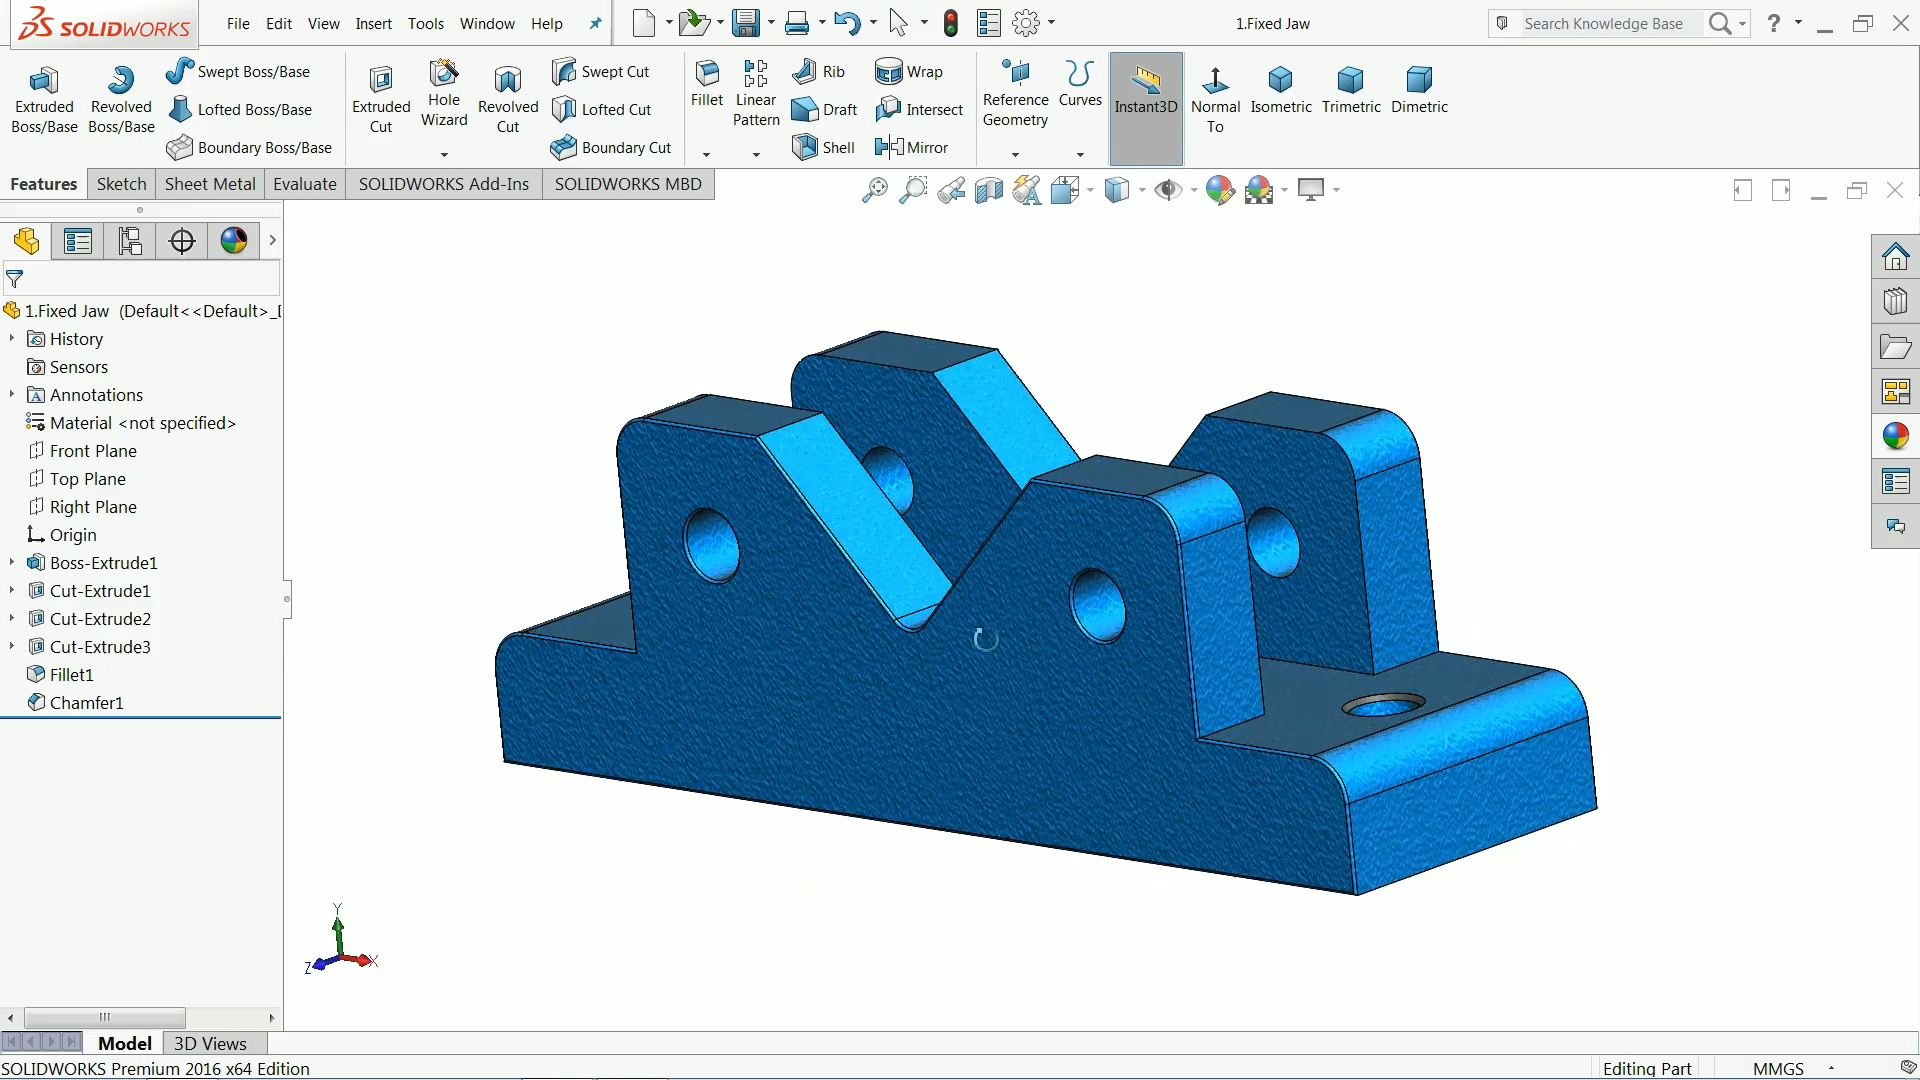 SOLIDWORKS
File Edit View Insert Tools Window Help
1.Fixed Jaw
Search Knowledge Base
?
Extruded Boss/Base
Revolved Boss/Base
Swept Boss/Base
Lofted Boss/Base
Boundary Boss/Base
Extruded Cut
Hole Wizard
Revolved Cut
Swept Cut
Lofted Cut
Boundary Cut
Fillet
Linear Pattern
Rib
Draft
Shell
Wrap
Intersect
Mirror
Reference Geometry
Curves
Instant3D
Normal To
Isometric
Trimetric
Dimetric
Features Sketch Sheet Metal Evaluate SOLIDWORKS Add-Ins SOLIDWORKS MBD
1.Fixed Jaw (Default<<Default>_
History
Sensors
Annotations
Material <not specified>
Front Plane
Top Plane
Right Plane
Origin
Boss-Extrude1
Cut-Extrude1
Cut-Extrude2
Cut-Extrude3
Fillet1
Chamfer1
Y
Z
X
Model 3D Views
SOLIDWORKS Premium 2016 x64 Edition
Editing Part
MMGS